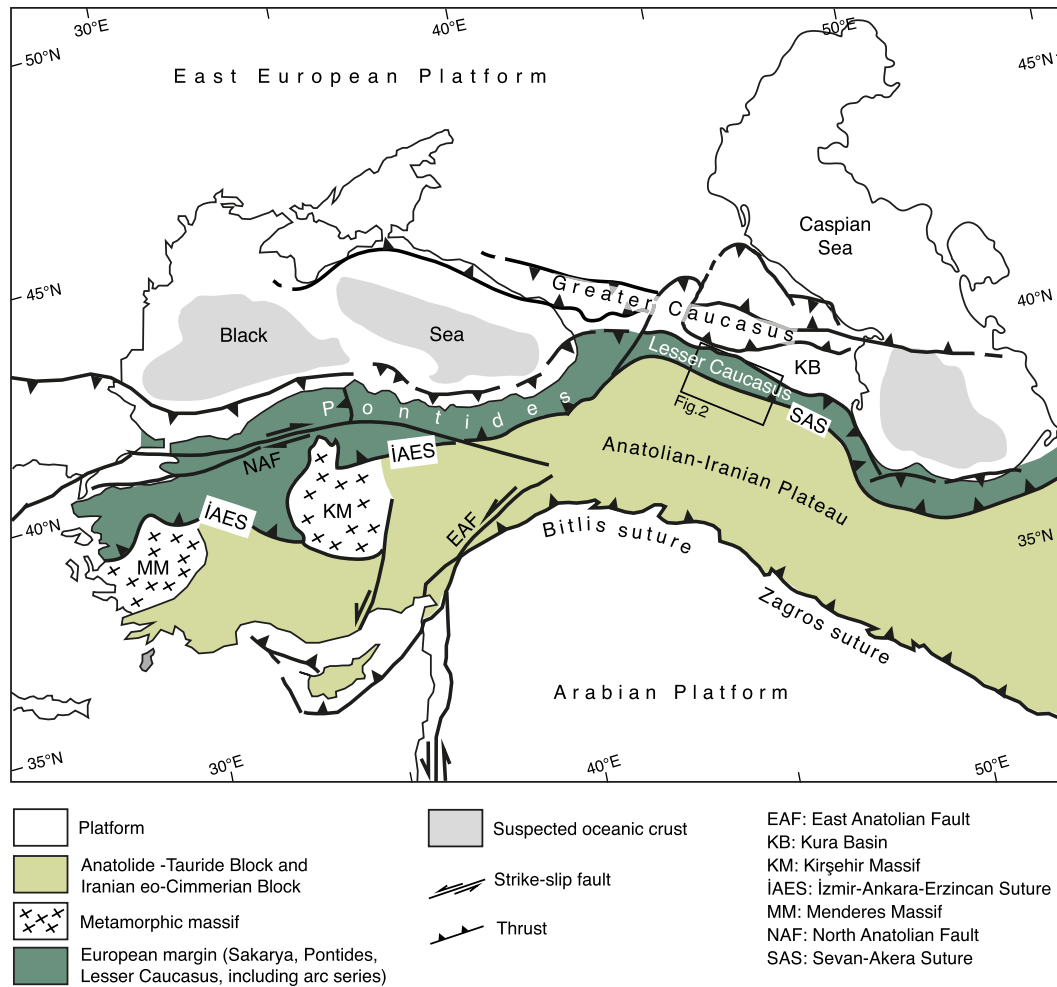 30°E
40°E
50°E
50°N
45°N
East European Platform
Caspian
Sea
45°N
40°N
Greater Caucasus
Black
Sea
Lesser Caucasus
KB
Fig.2
SAS
Pontides
NAF
İAES
Anatolian-Iranian Plateau
KM
İAES
EAF
40°N
35°N
Bitlis suture
MM
Zagros suture
Arabian Platform
35°N
30°E
40°E
50°E
Platform
Anatolide -Tauride Block and
Iranian eo-Cimmerian Block
Metamorphic massif
European margin (Sakarya, Pontides,
Lesser Caucasus, including arc series)
Suspected oceanic crust
Strike-slip fault
Thrust
EAF: East Anatolian Fault
KB: Kura Basin
KM: Kirşehir Massif
İAES: İzmir-Ankara-Erzincan Suture
MM: Menderes Massif
NAF: North Anatolian Fault
SAS: Sevan-Akera Suture